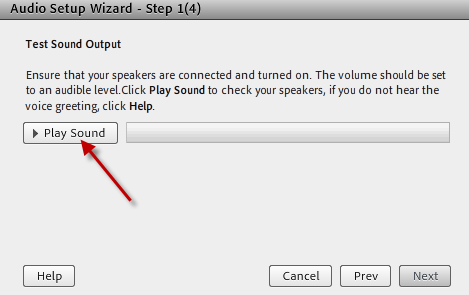 Audio Setup Wizard - Step 1(4)
Test Sound Output
Ensure that your speakers are connected and turned on. The volume should be set
to an audible level.Click Play Sound to check your speakers, if you do not hear the
voice greeting, click Help.
Play Sound
Help Cancel Prev Next